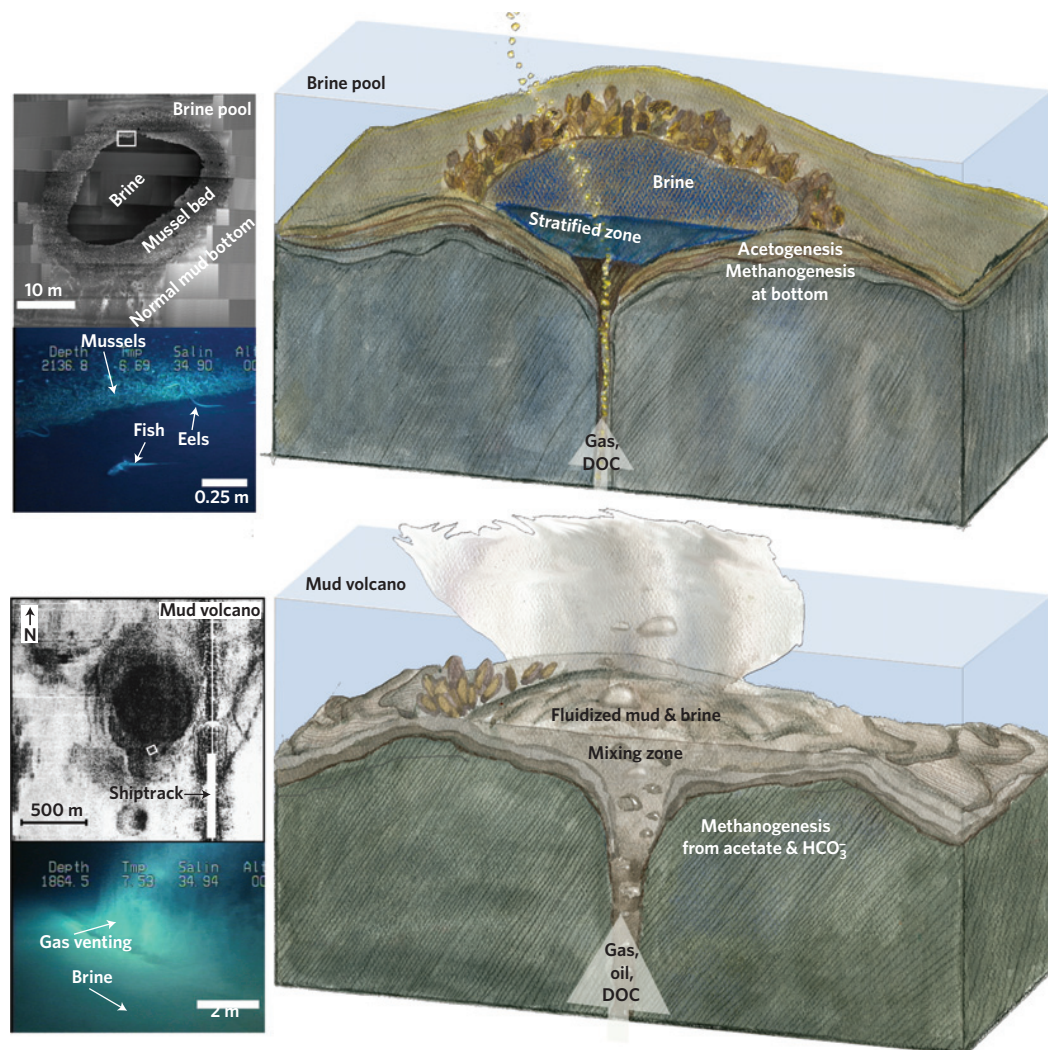 Brine pool
Brine
Mussel bed
Normal mud bottom
10 m
Depth Tmp Salin Alt
2136.8 6.69 34.90 00
Mussels
Eels
Fish
0.25 m
Brine pool
Brine
Stratified zone
Acetogenesis
Methanogenesis
at bottom
Gas,
DOC
Mud volcano
N
Shiptrack
500 m
Depth Tmp Salin Alt
1864.5 7.53 34.94 00
Gas venting
Brine
2 m
Mud volcano
Fluidized mud & brine
Mixing zone
Methanogenesis
from acetate & HCO₃⁻
Gas,
oil,
DOC